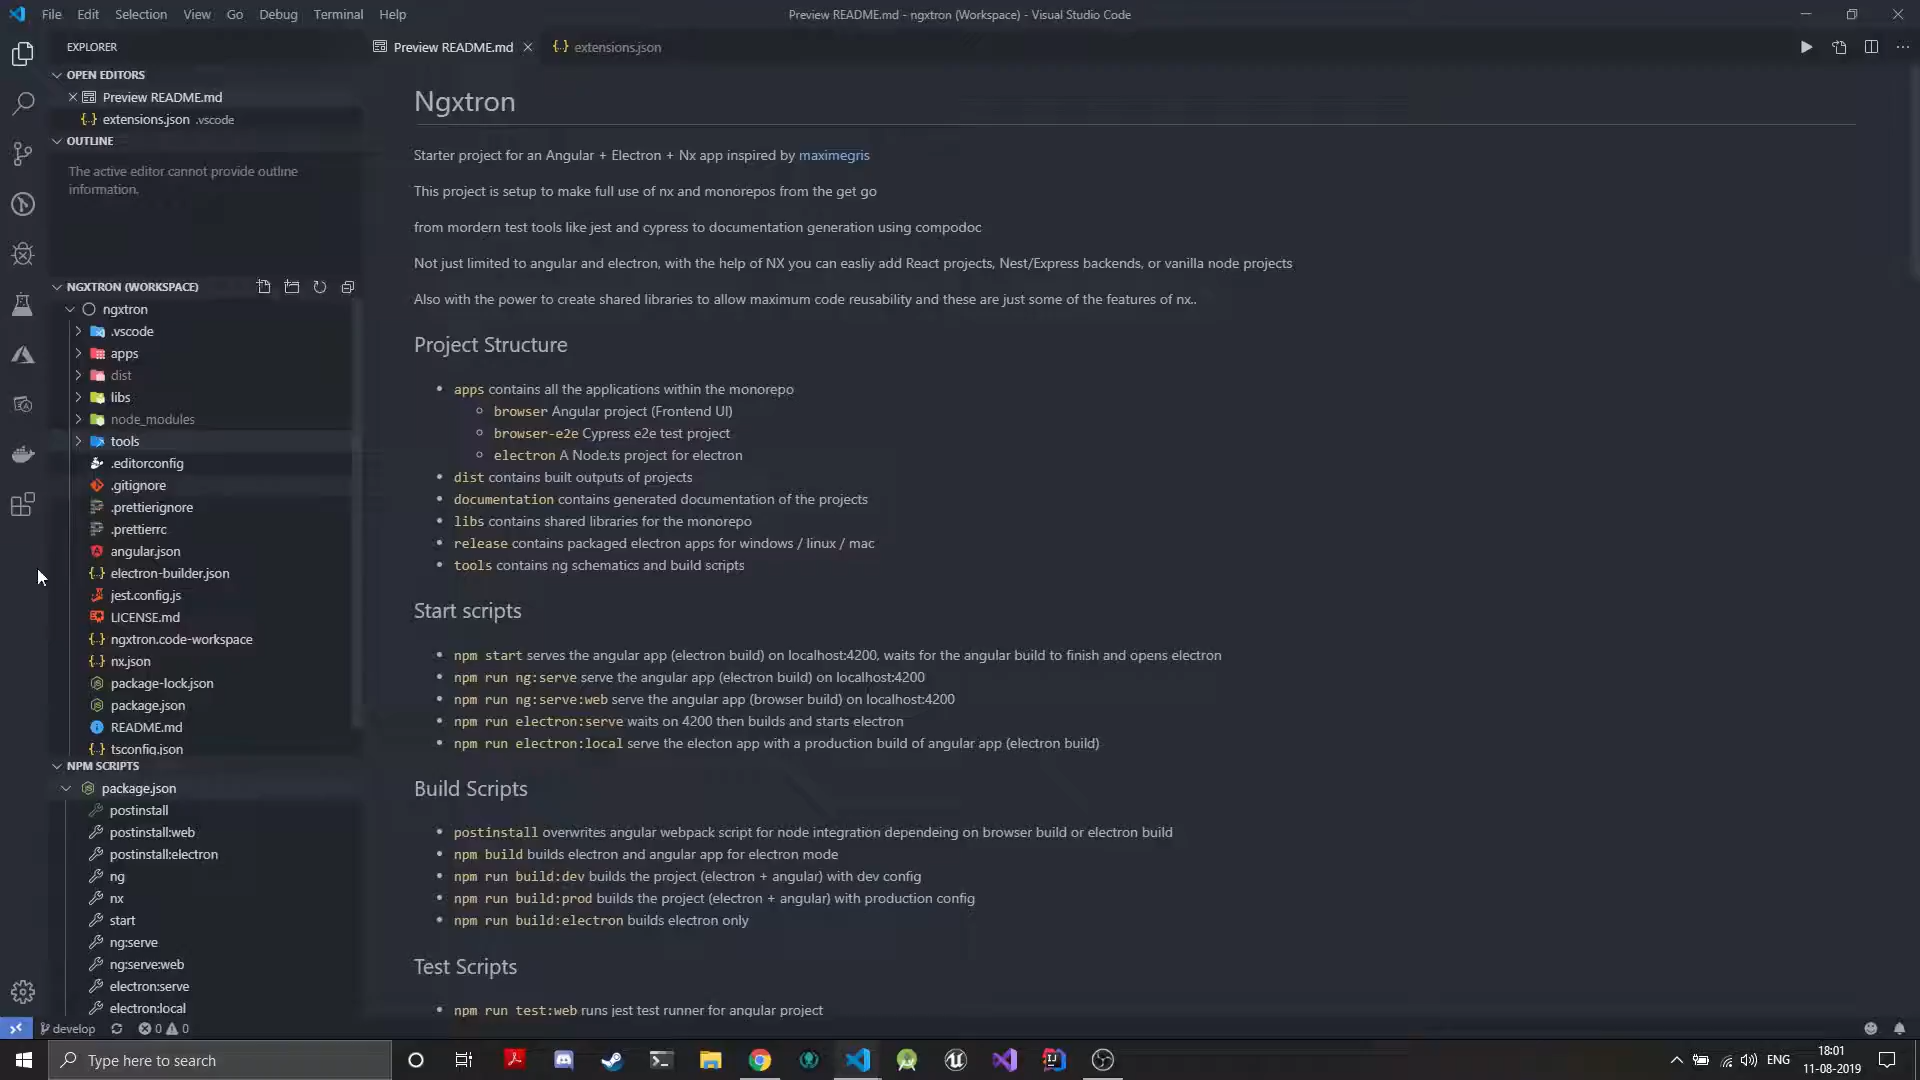 File Edit Selection View Go Debug Terminal Help
Preview README.md - ngxtron (Workspace) - Visual Studio Code
EXPLORER
Preview README.md
extensions.json
OPEN EDITORS
Preview README.md
extensions.json .vscode
OUTLINE
The active editor cannot provide outline
information.
NGXTRON (WORKSPACE)
ngxtron
.vscode
apps
dist
libs
node_modules
tools
.editorconfig
.gitignore
.prettierignore
.prettierrc
angular.json
electron-builder.json
jest.config.js
LICENSE.md
ngxtron.code-workspace
nx.json
package-lock.json
package.json
README.md
tsconfig.json
NPM SCRIPTS
package.json
postinstall
postinstall:web
postinstall:electron
ng
nx
start
ng:serve
ng:serve:web
electron:serve
electron:local
Ngxtron
Starter project for an Angular + Electron + Nx app inspired by maximegris
This project is setup to make full use of nx and monorepos from the get go
from mordern test tools like jest and cypress to documentation generation using compodoc
Not just limited to angular and electron, with the help of NX you can easliy add React projects, Nest/Express backends, or vanilla node projects
Also with the power to create shared libraries to allow maximum code reusability and these are just some of the features of nx..
Project Structure
• apps contains all the applications within the monorepo
◦ browser Angular project (Frontend UI)
◦ browser-e2e Cypress e2e test project
◦ electron A Node.ts project for electron
• dist contains built outputs of projects
• documentation contains generated documentation of the projects
• libs contains shared libraries for the monorepo
• release contains packaged electron apps for windows / linux / mac
• tools contains ng schematics and build scripts
Start scripts
• npm start serves the angular app (electron build) on localhost:4200, waits for the angular build to finish and opens electron
• npm run ng:serve serve the angular app (electron build) on localhost:4200
• npm run ng:serve:web serve the angular app (browser build) on localhost:4200
• npm run electron:serve waits on 4200 then builds and starts electron
• npm run electron:local serve the electon app with a production build of angular app (electron build)
Build Scripts
• postinstall overwrites angular webpack script for node integration dependeing on browser build or electron build
• npm build builds electron and angular app for electron mode
• npm run build:dev builds the project (electron + angular) with dev config
• npm run build:prod builds the project (electron + angular) with production config
• npm run build:electron builds electron only
Test Scripts
• npm run test:web runs jest test runner for angular project
develop 0 0
Type here to search
ENG
18:01
11-08-2019